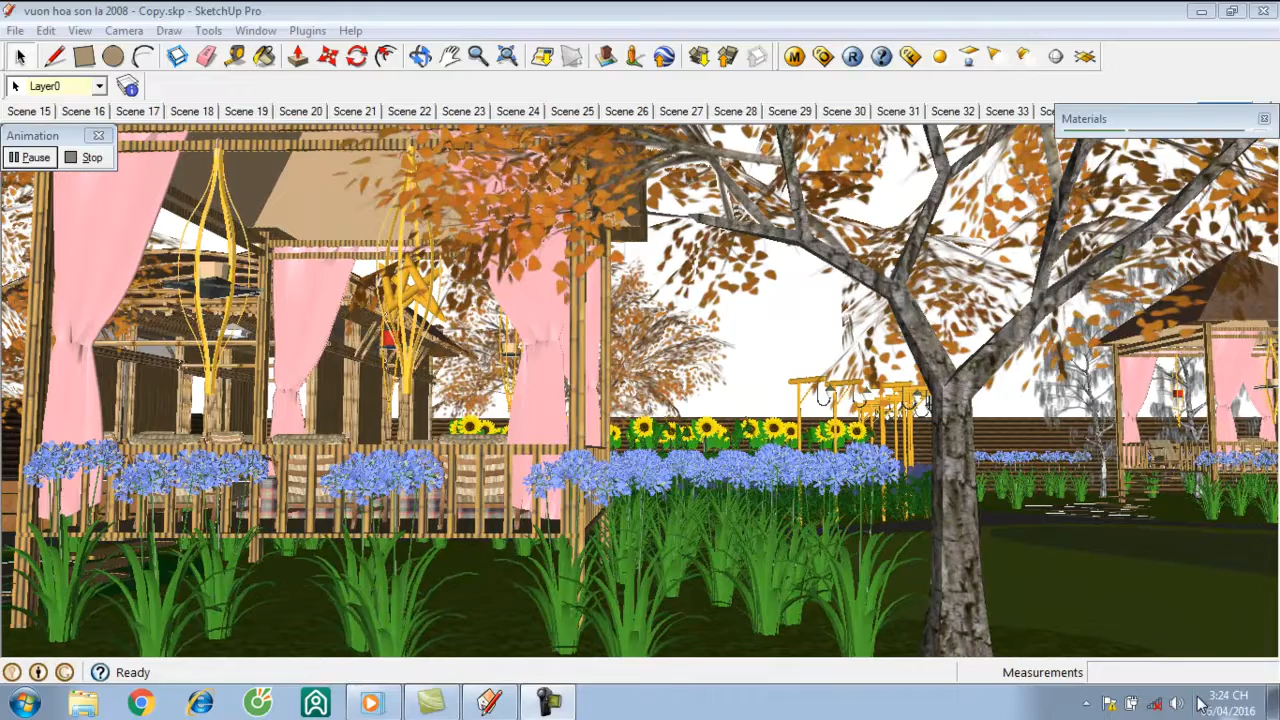 vuon hoa son la 2008 - Copy.skp - SketchUp Pro
File Edit View Camera Draw Tools Window Plugins Help
Layer0
Scene 15 Scene 16 Scene 17 Scene 18 Scene 19 Scene 20 Scene 21 Scene 22 Scene 23 Scene 24 Scene 25 Scene 26 Scene 27 Scene 28 Scene 29 Scene 30 Scene 31 Scene 32 Scene 33
Materials
Animation
Pause Stop
Ready
Measurements
3:24 CH
/04/2016